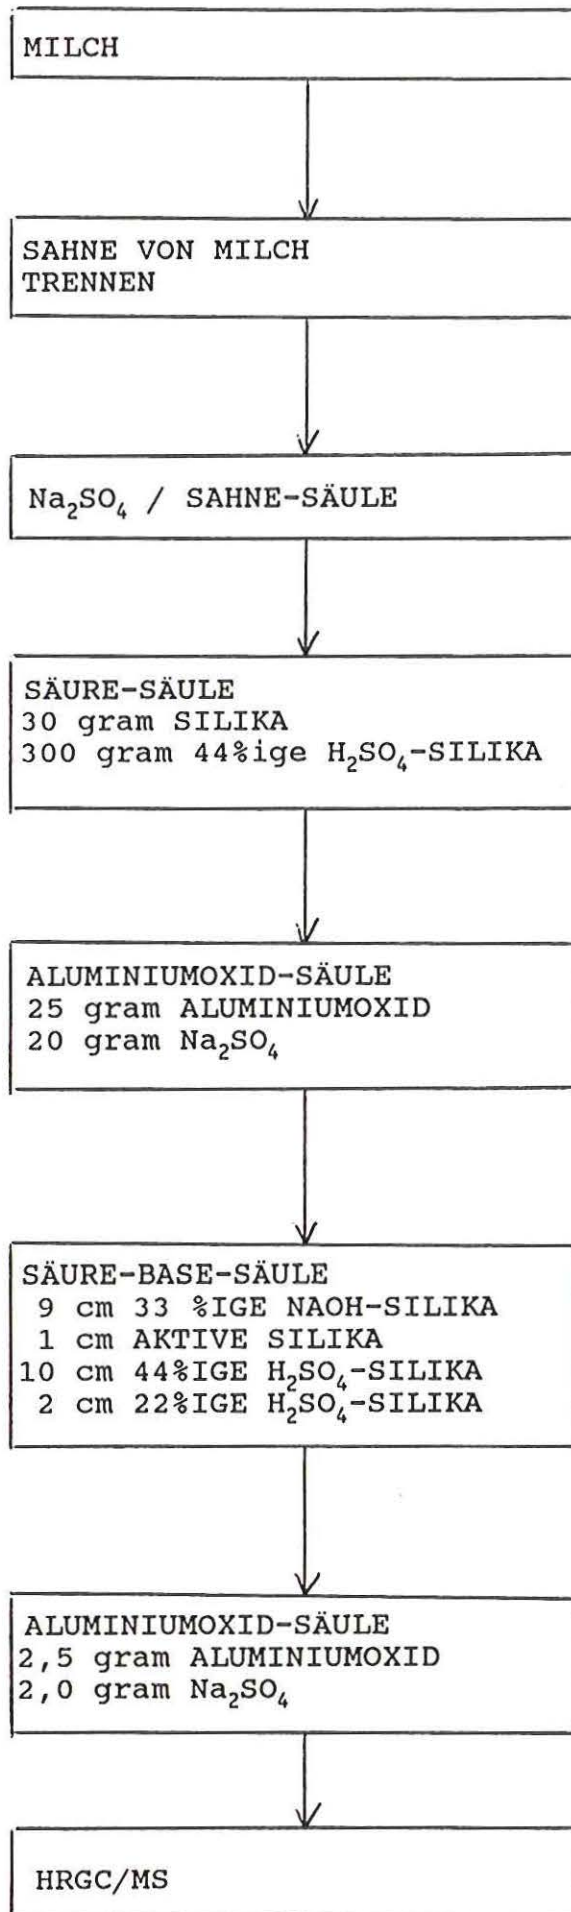 MILCH
SAHNE VON MILCH
TRENNEN
Na₂SO₄ / SAHNE-SÄULE
SÄURE-SÄULE
30 gram SILIKA
300 gram 44%ige H₂SO₄-SILIKA
ALUMINIUMOXID-SÄULE
25 gram ALUMINIUMOXID
20 gram Na₂SO₄
SÄURE-BASE-SÄULE
9 cm 33 %IGE NAOH-SILIKA
1 cm AKTIVE SILIKA
10 cm 44%IGE H₂SO₄-SILIKA
2 cm 22%IGE H₂SO₄-SILIKA
ALUMINIUMOXID-SÄULE
2,5 gram ALUMINIUMOXID
2,0 gram Na₂SO₄
HRGC/MS